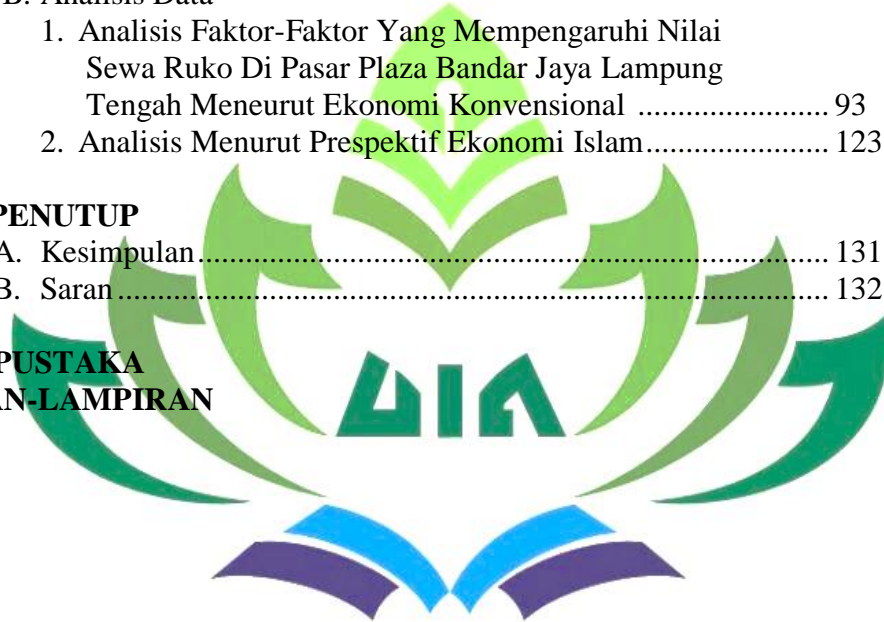 B. Analisis Data
1. Analisis Faktor-Faktor Yang Mempengaruhi Nilai
Sewa Ruko Di Pasar Plaza Bandar Jaya Lampung
Tengah Meneurut Ekonomi Konvensional ........................ 93
2. Analisis Menurut Prespektif Ekonomi Islam....................... 123
PENUTUP
A. Kesimpulan............................................................................... 131
B. Saran......................................................................................... 132
PUSTAKA
AN-LAMPIRAN
UIN